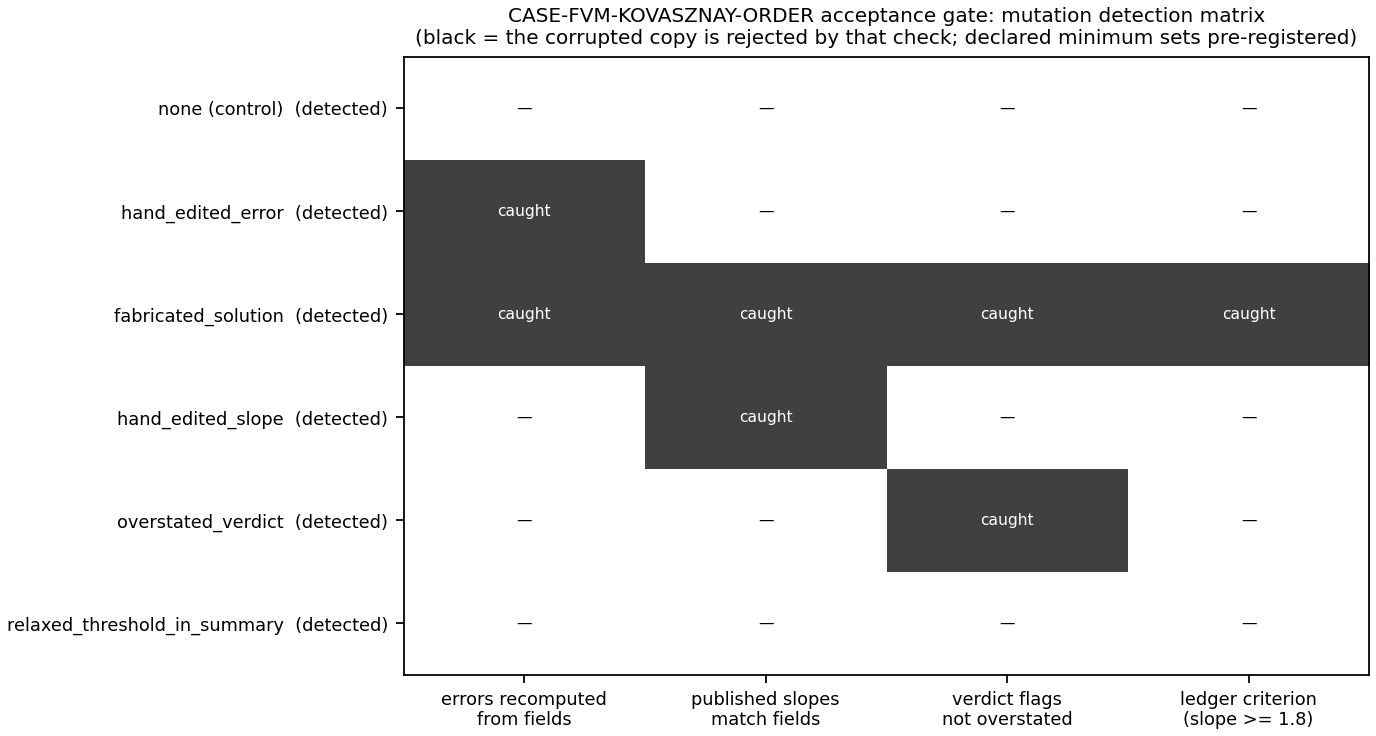 CASE-FVM-KOVASZNAY-ORDER acceptance gate: mutation detection matrix
(black = the corrupted copy is rejected by that check; declared minimum sets pre-registered)
none (control)  (detected) — — — —
hand_edited_error  (detected) caught — — —
fabricated_solution  (detected) caught caught caught caught
hand_edited_slope  (detected) — caught — —
overstated_verdict  (detected) — — caught —
relaxed_threshold_in_summary  (detected) — — — —
errors recomputed published slopes verdict flags ledger criterion
from fields match fields not overstated (slope >= 1.8)